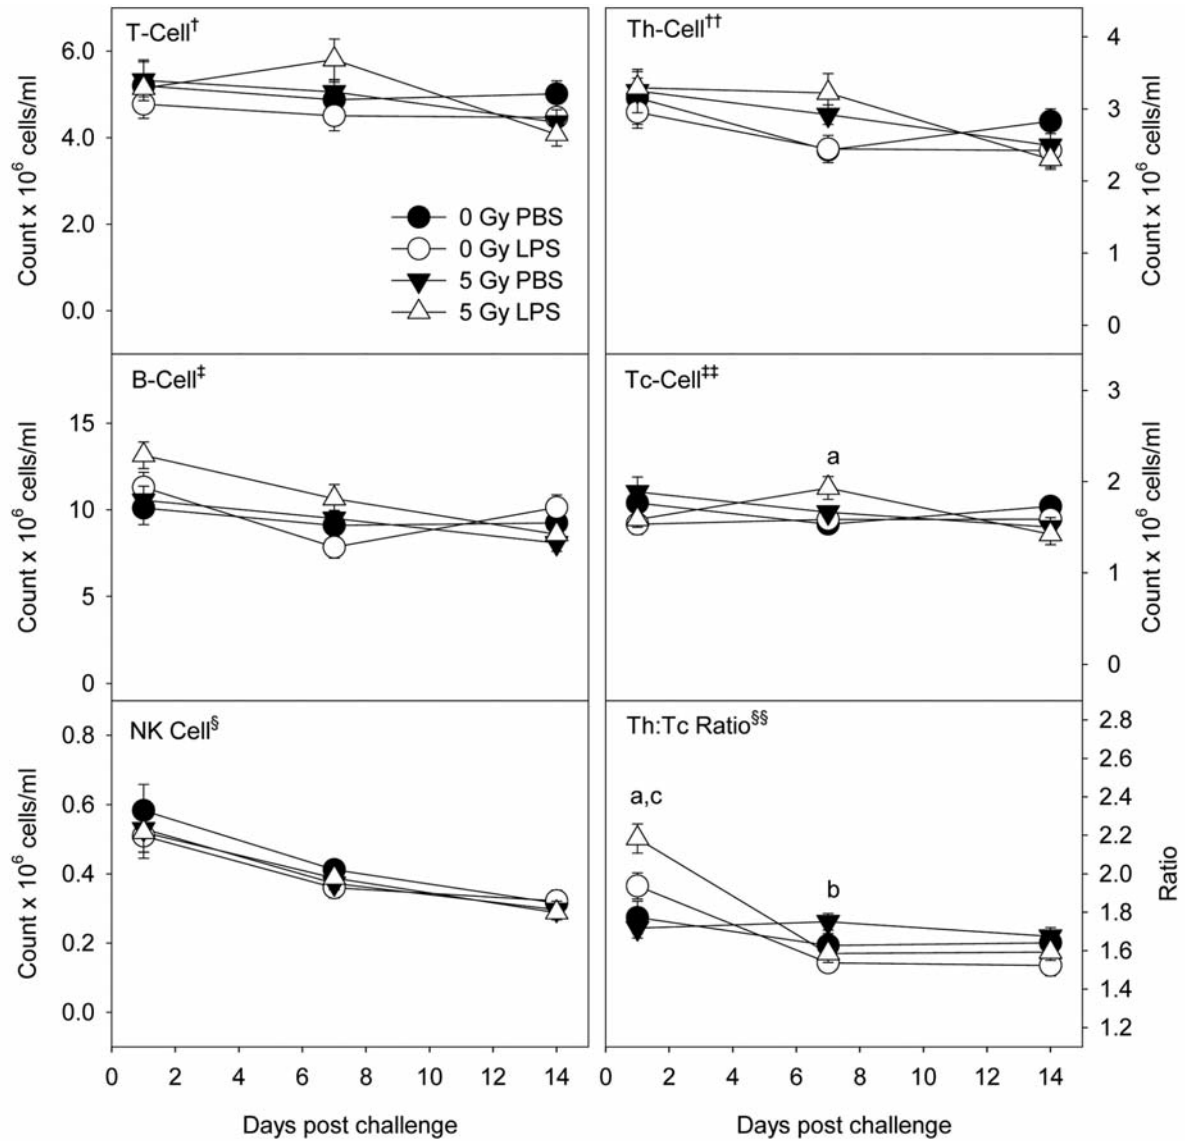 T-Cell†
Count x 10⁶ cells/ml
6.0
4.0
2.0
0.0
0 Gy PBS
0 Gy LPS
5 Gy PBS
5 Gy LPS
Th-Cell††
4
3
2
1
0
Count x 10⁶ cells/ml
B-Cell‡
Count x 10⁶ cells/ml
15
10
5
0
Tc-Cell‡‡
a
3
2
1
0
Count x 10⁶ cells/ml
NK Cell§
Count x 10⁶ cells/ml
0.8
0.6
0.4
0.2
0.0
0 2 4 6 8 10 12 14
Days post challenge
Th:Tc Ratio§§
a,c
b
2.8
2.6
2.4
2.2
2.0
1.8
1.6
1.4
1.2
Ratio
0 2 4 6 8 10 12 14
Days post challenge